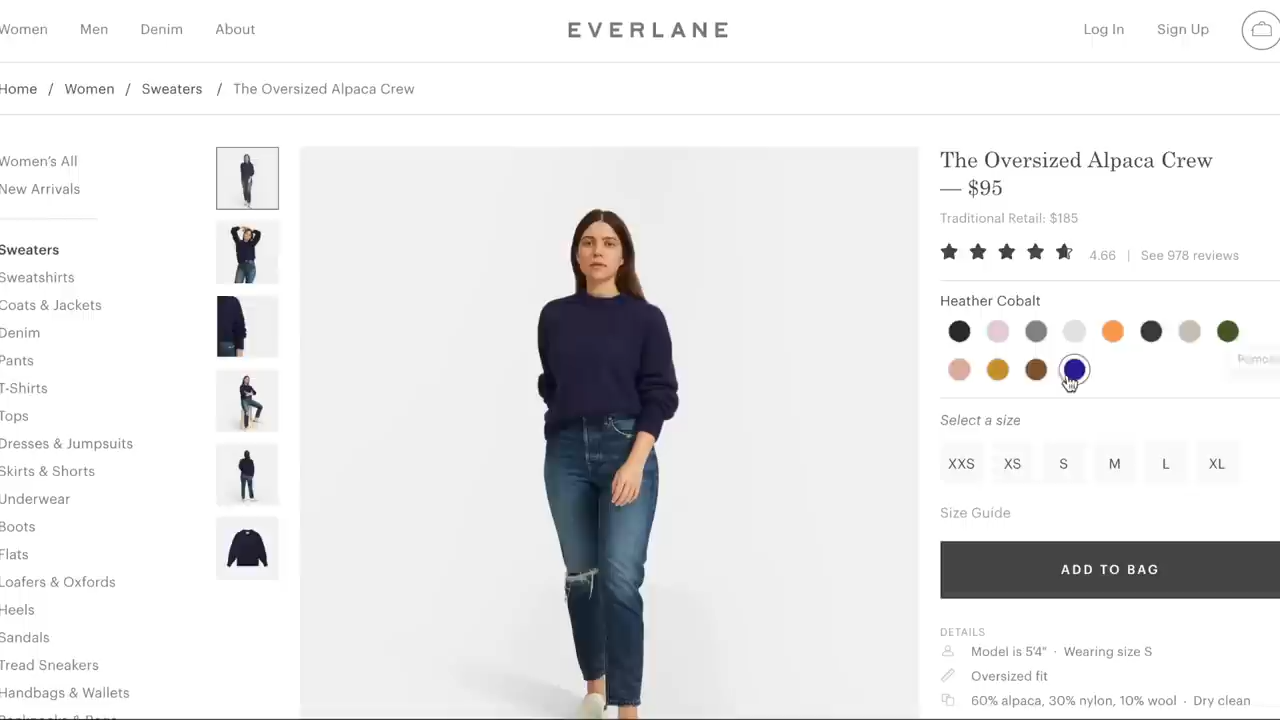 Women Men Denim About EVERLANE Log In Sign Up
Home / Women / Sweaters / The Oversized Alpaca Crew
Women's All
New Arrivals
Sweaters
Sweatshirts
Coats & Jackets
Denim
Pants
T-Shirts
Tops
Dresses & Jumpsuits
Skirts & Shorts
Underwear
Boots
Flats
Loafers & Oxfords
Heels
Sandals
Tread Sneakers
Handbags & Wallets
The Oversized Alpaca Crew
— $95
Traditional Retail: $185
4.66 | See 978 reviews
Heather Cobalt
Select a size
XXS XS S M L XL
Size Guide
ADD TO BAG
DETAILS
Model is 5′4″ · Wearing size S
Oversized fit
60% alpaca, 30% nylon, 10% wool · Dry clean